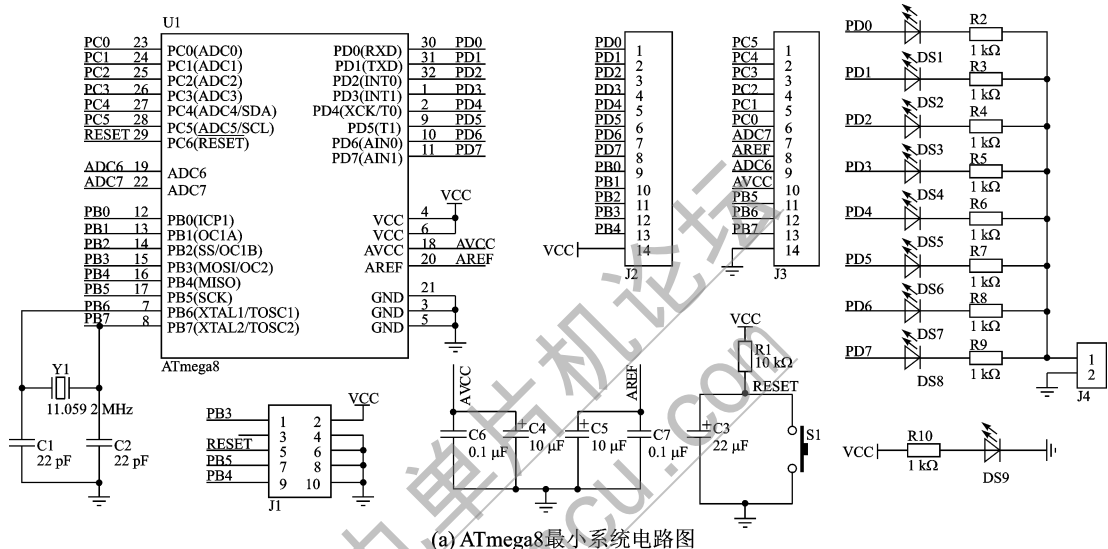 U1
PC0 23 PC0(ADC0) PD0(RXD) 30 PD0
PC1 24 PC1(ADC1) PD1(TXD) 31 PD1
PC2 25 PC2(ADC2) PD2(INT0) 32 PD2
PC3 26 PC3(ADC3) PD3(INT1) 1 PD3
PC4 27 PC4(ADC4/SDA) PD4(XCK/T0) 2 PD4
PC5 28 PC5(ADC5/SCL) PD5(T1) 9 PD5
RESET 29 PC6(RESET) PD6(AIN0) 10 PD6
PD7(AIN1) 11 PD7
ADC6 19 ADC6
ADC7 22 ADC7
VCC
PB0 12 PB0(ICP1) VCC 4
PB1 13 PB1(OC1A) VCC 6
PB2 14 PB2(SS/OC1B) AVCC 18 AVCC
PB3 15 PB3(MOSI/OC2) AREF 20 AREF
PB4 16 PB4(MISO)
PB5 17 PB5(SCK) GND 21
PB6 7 PB6(XTAL1/TOSC1) GND 3
PB7 8 PB7(XTAL2/TOSC2) GND 5
ATmega8
Y1
11.059 2 MHz
C1
22 pF
C2
22 pF
VCC
PB3 1 2
3 4
RESET 5 6
PB5 7 8
PB4 9 10
J1
PD0 1
PD1 2
PD2 3
PD3 4
PD4 5
PD5 6
PD6 7
PD7 8
PB0 9
PB1 10
PB2 11
PB3 12
PB4 13
VCC 14
J2
PC5 1
PC4 2
PC3 3
PC2 4
PC1 5
PC0 6
ADC7 7
AREF 8
ADC6 9
AVCC 10
PB5 11
PB6 12
PB7 13
14
J3
AVCC
C6
0.1 μF
C4
10 μF
C5
10 μF
AREF
C7
0.1 μF
VCC
R1
10 kΩ
RESET
C3
22 μF
S1
PD0 DS1 R2 1 kΩ
PD1 DS2 R3 1 kΩ
PD2 DS3 R4 1 kΩ
PD3 DS4 R5 1 kΩ
PD4 DS5 R6 1 kΩ
PD5 DS6 R7 1 kΩ
PD6 DS7 R8 1 kΩ
PD7 DS8 R9 1 kΩ
1
2
J4
VCC R10 1 kΩ DS9
(a) ATmega8最小系统电路图
单片机论坛
mcu.com